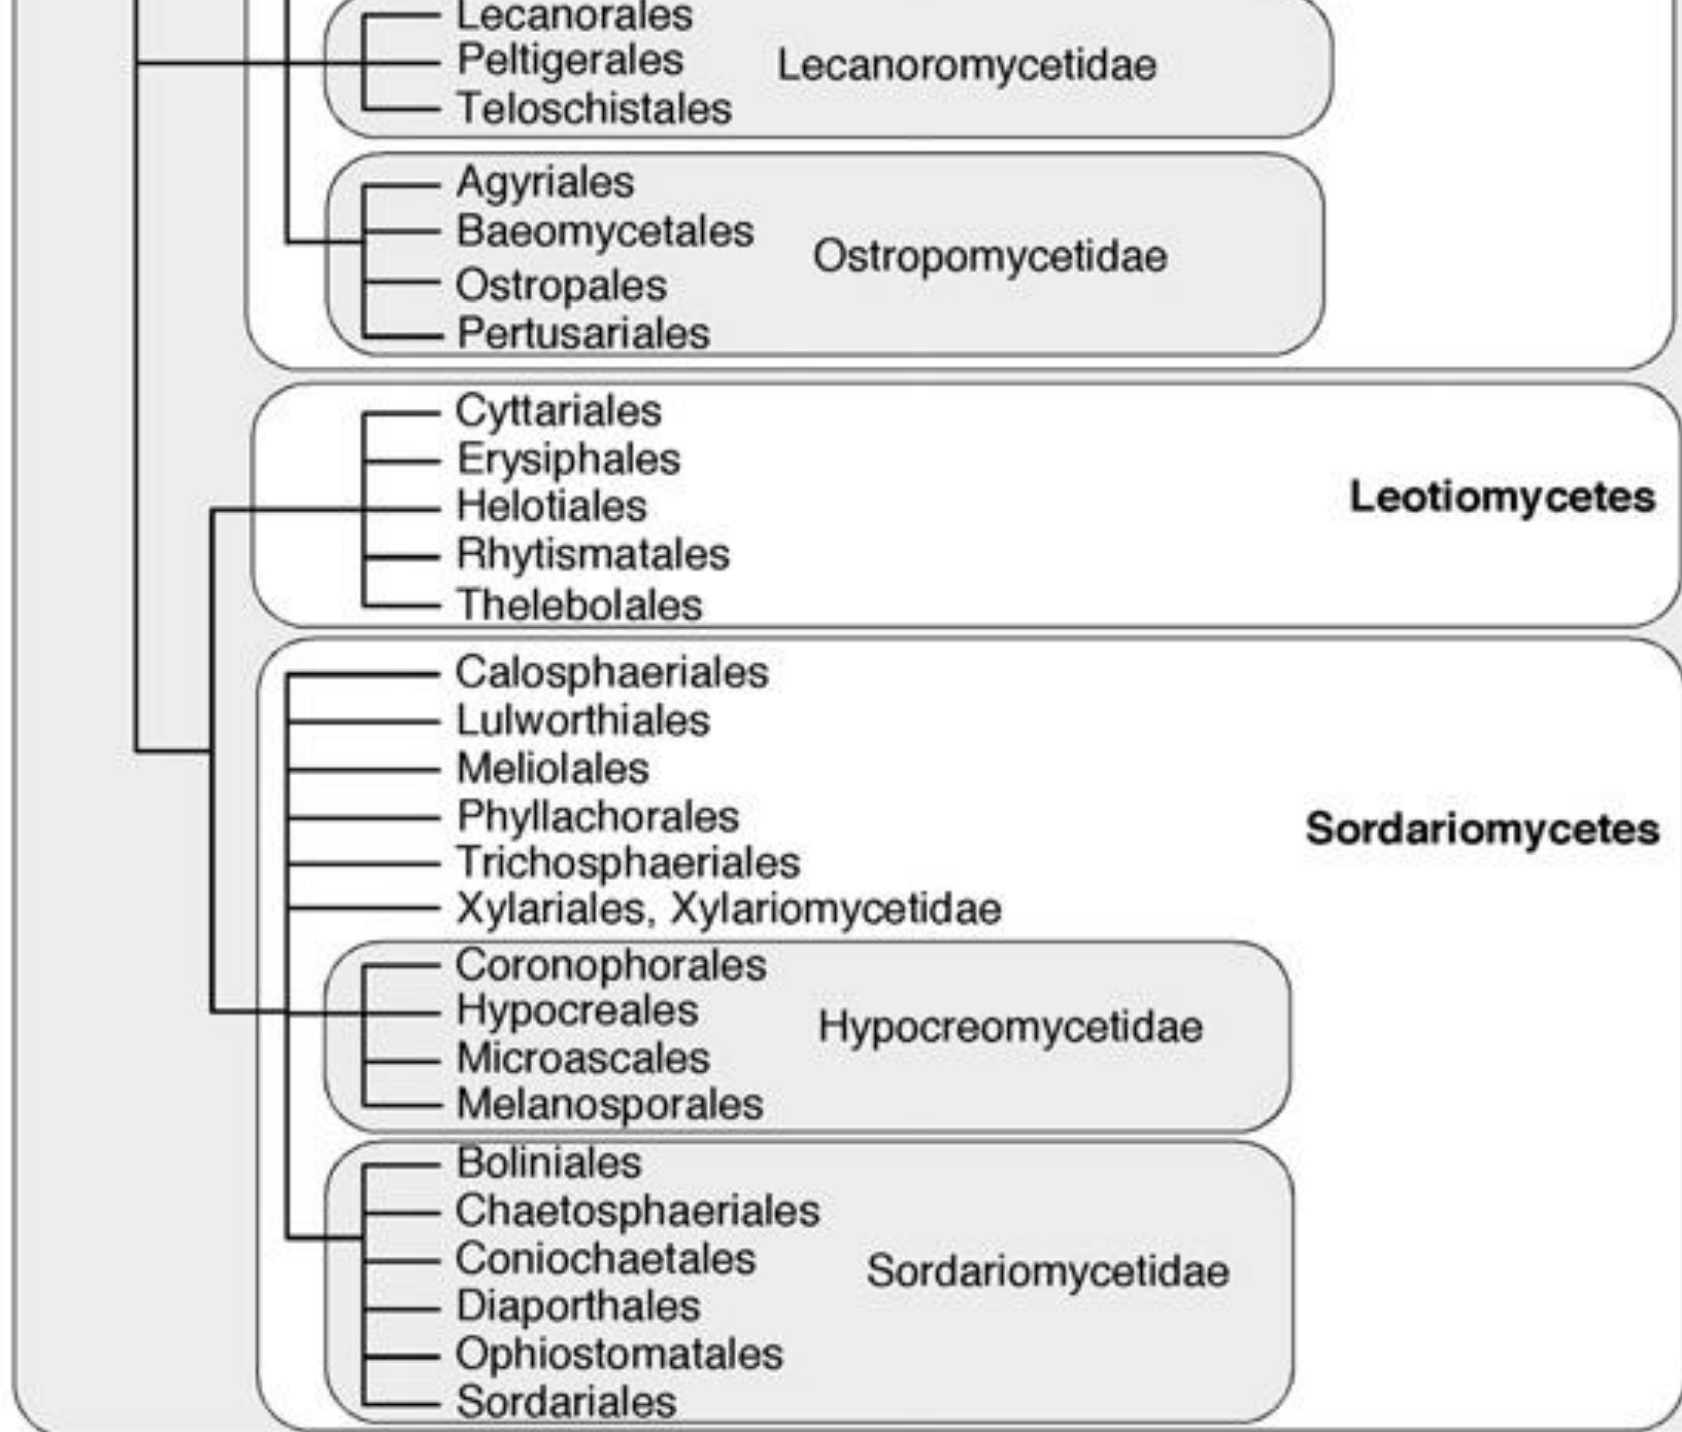 Lecanorales
Peltigerales
Lecanoromycetidae
Teloschistales
Agyriales
Baeomycetales
Ostropomycetidae
Ostropales
Pertusariales
Cyttariales
Erysiphales
Leotiomycetes
Helotiales
Rhytismatales
Thelebolales
Calosphaeriales
Lulworthiales
Meliolales
Phyllachorales
Sordariomycetes
Trichosphaeriales
Xylariales, Xylariomycetidae
Coronophorales
Hypocreales
Hypocreomycetidae
Microascales
Melanosporales
Boliniales
Chaetosphaeriales
Coniochaetales
Sordariomycetidae
Diaporthales
Ophiostomatales
Sordariales